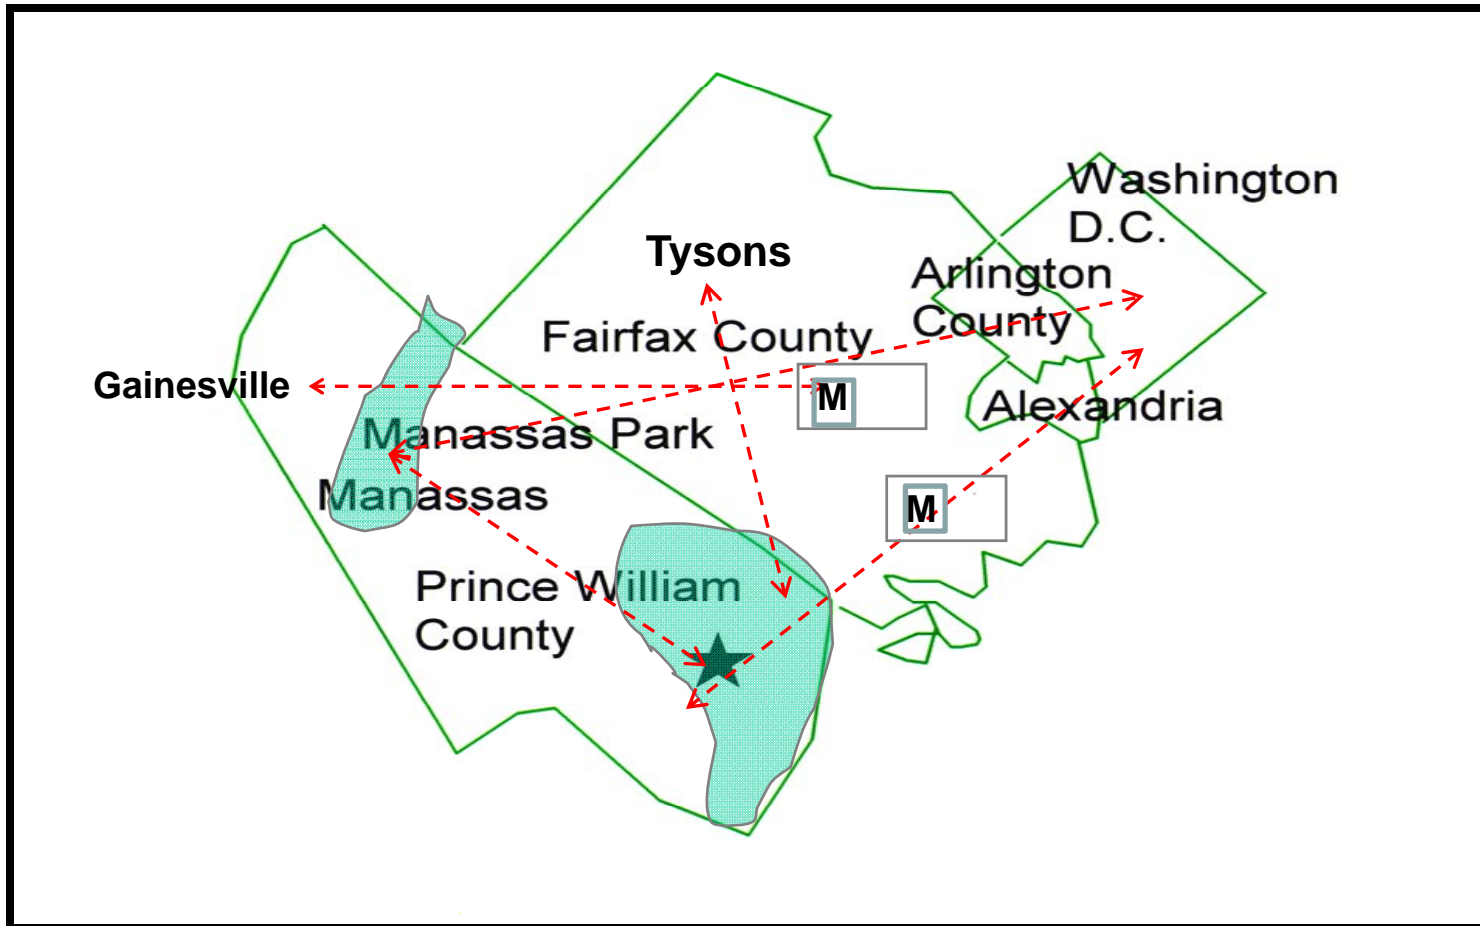 Washington
D.C.
Tysons
Arlington
County
Fairfax County
Gainesville
M
Alexandria
Manassas Park
Manassas
M
Prince William
County